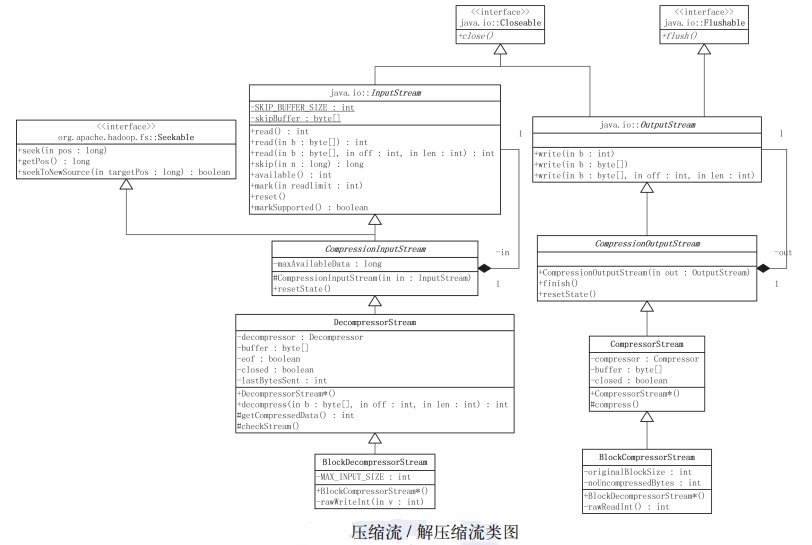 <<interface>>
java.io::Closeable
+close()
<<interface>>
java.io::Flushable
+flush()
java.io::InputStream
-SKIP_BUFFER_SIZE : int
-skipBuffer : byte[]
+read() : int
+read(in b : byte[]) : int
+read(in b : byte[], in off : int, in len : int) : int
+skip(in n : long) : long
+available() : int
+mark(in readlimit : int)
+reset()
+markSupported() : boolean
<<interface>>
org.apache.hadoop.fs::Seekable
+seek(in pos : long)
+getPos() : long
+seekToNewSource(in targetPos : long) : boolean
java.io::OutputStream
+write(in b : int)
+write(in b : byte[])
+write(in b : byte[], in off : int, in len : int)
1
1
CompressionInputStream
-maxAvailableData : long
#CompressionInputStream(in in : InputStream)
+resetState()
-in
1
CompressionOutputStream
+CompressionOutputStream(in out : OutputStream)
+finish()
+resetState()
-out
1
DecompressorStream
-decompressor : Decompressor
-buffer : byte[]
-eof : boolean
-closed : boolean
-lastBytesSent : int
+DecompressorStream*()
+decompress(in b : byte[], in off : int, in len : int) : int
#getCompressedData() : int
#checkStream()
CompressorStream
-compressor : Compressor
-buffer : byte[]
-closed : boolean
+CompressorStream*()
#compress()
BlockDecompressorStream
-MAX_INPUT_SIZE : int
+BlockCompressorStream*()
-rawWriteInt(in v : int)
BlockCompressorStream
-originalBlockSize : int
-noUncompressedBytes : int
+BlockDecompressorStream*()
-rawReadInt() : int
压缩流 / 解压缩流类图